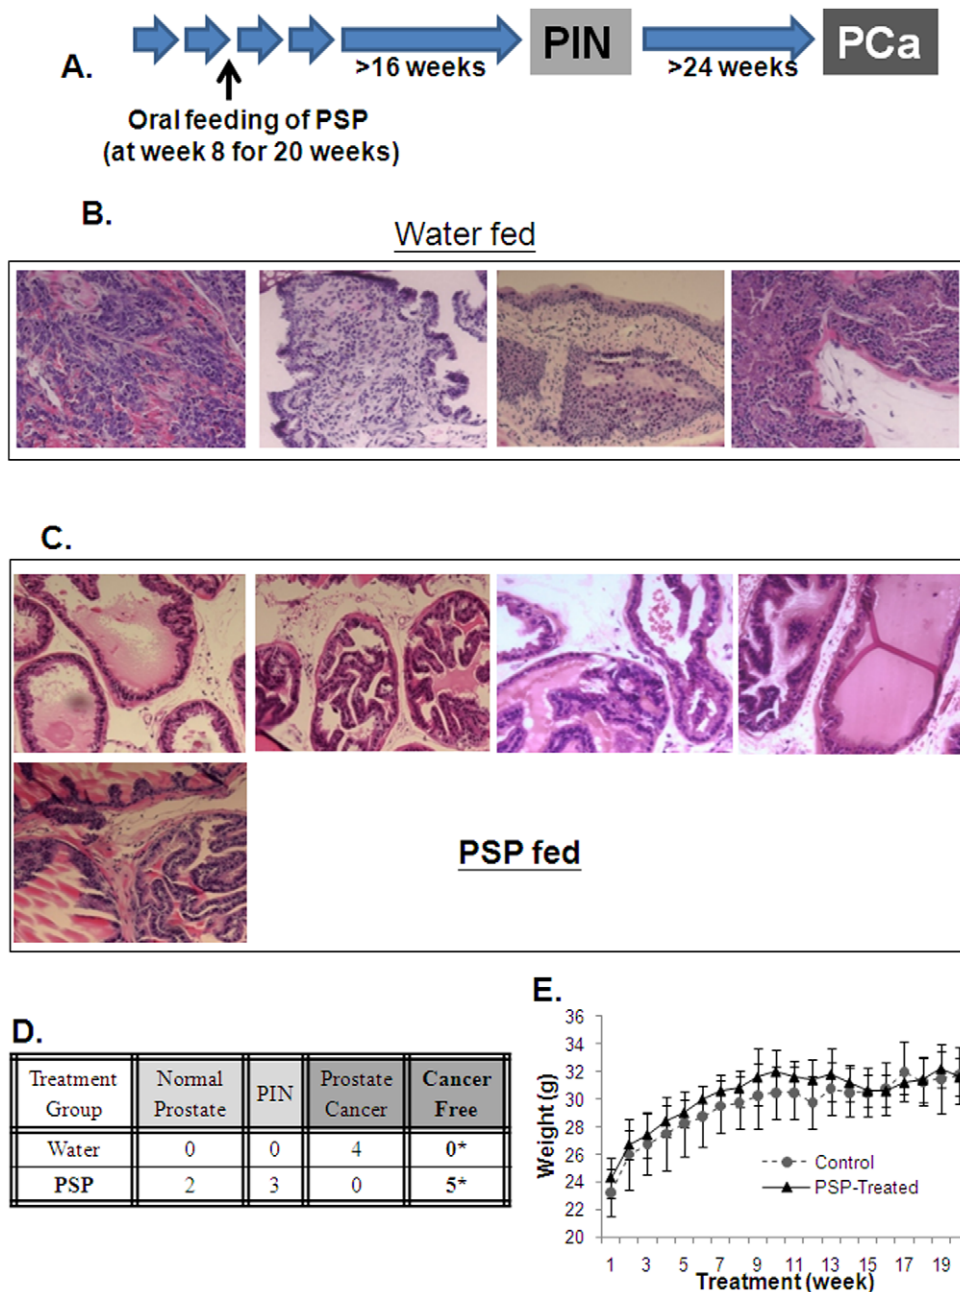 A.
PIN
PCa
>16 weeks
>24 weeks
Oral feeding of PSP
(at week 8 for 20 weeks)
B.
Water fed
C.
PSP fed
D.
Treatment Group Normal Prostate PIN Prostate Cancer Cancer Free
Water 0 0 4 0*
PSP 2 3 0 5*
E.
Weight (g)
36
34
32
30
28
26
24
22
20
Control
PSP-Treated
1 3 5 7 9 11 13 15 17 19
Treatment (week)